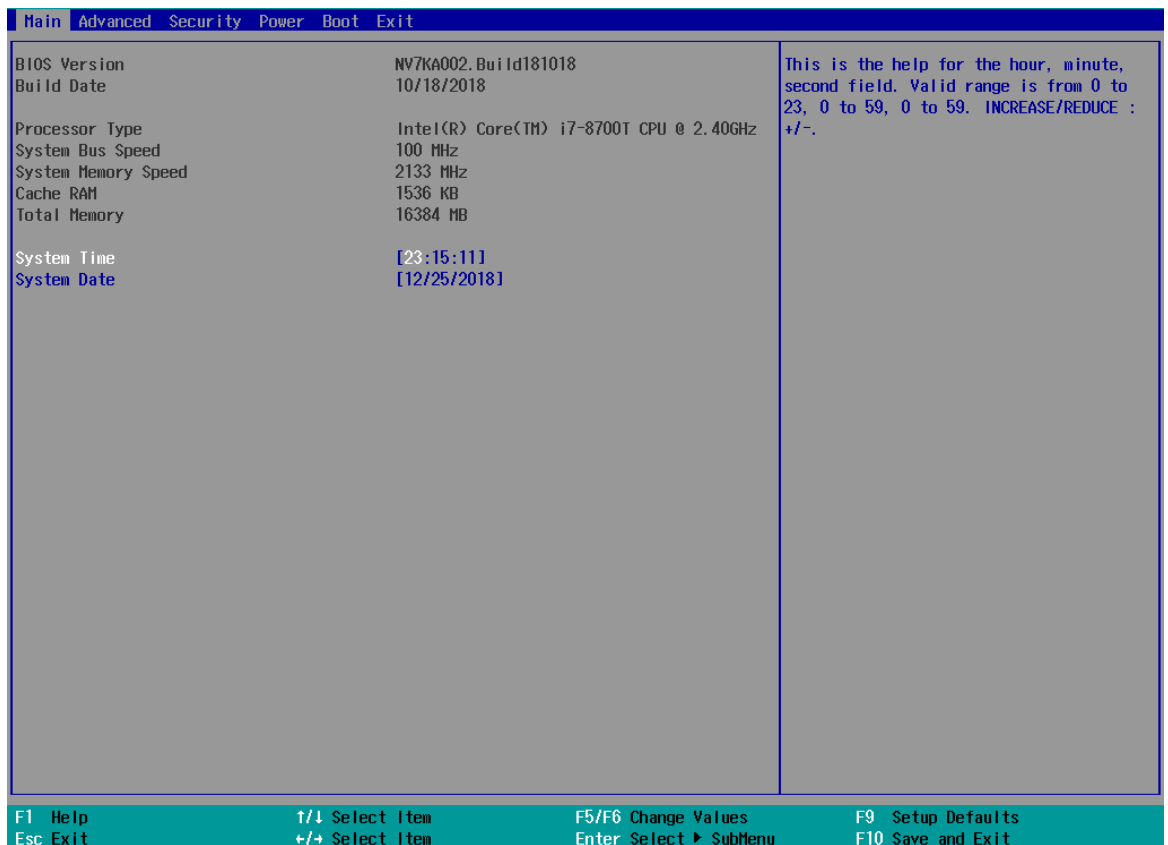 Main Advanced Security Power Boot Exit
BIOS Version NV7KA002.Build181018
Build Date 10/18/2018
Processor Type Intel(R) Core(TM) i7-8700T CPU @ 2.40GHz
System Bus Speed 100 MHz
System Memory Speed 2133 MHz
Cache RAM 1536 KB
Total Memory 16384 MB
System Time [23:15:11]
System Date [12/25/2018]
This is the help for the hour, minute,
second field. Valid range is from 0 to
23, 0 to 59, 0 to 59. INCREASE/REDUCE :
+/-.
F1 Help ↑/↓ Select Item F5/F6 Change Values F9 Setup Defaults
Esc Exit ←/→ Select Item Enter Select ▶ SubMenu F10 Save and Exit